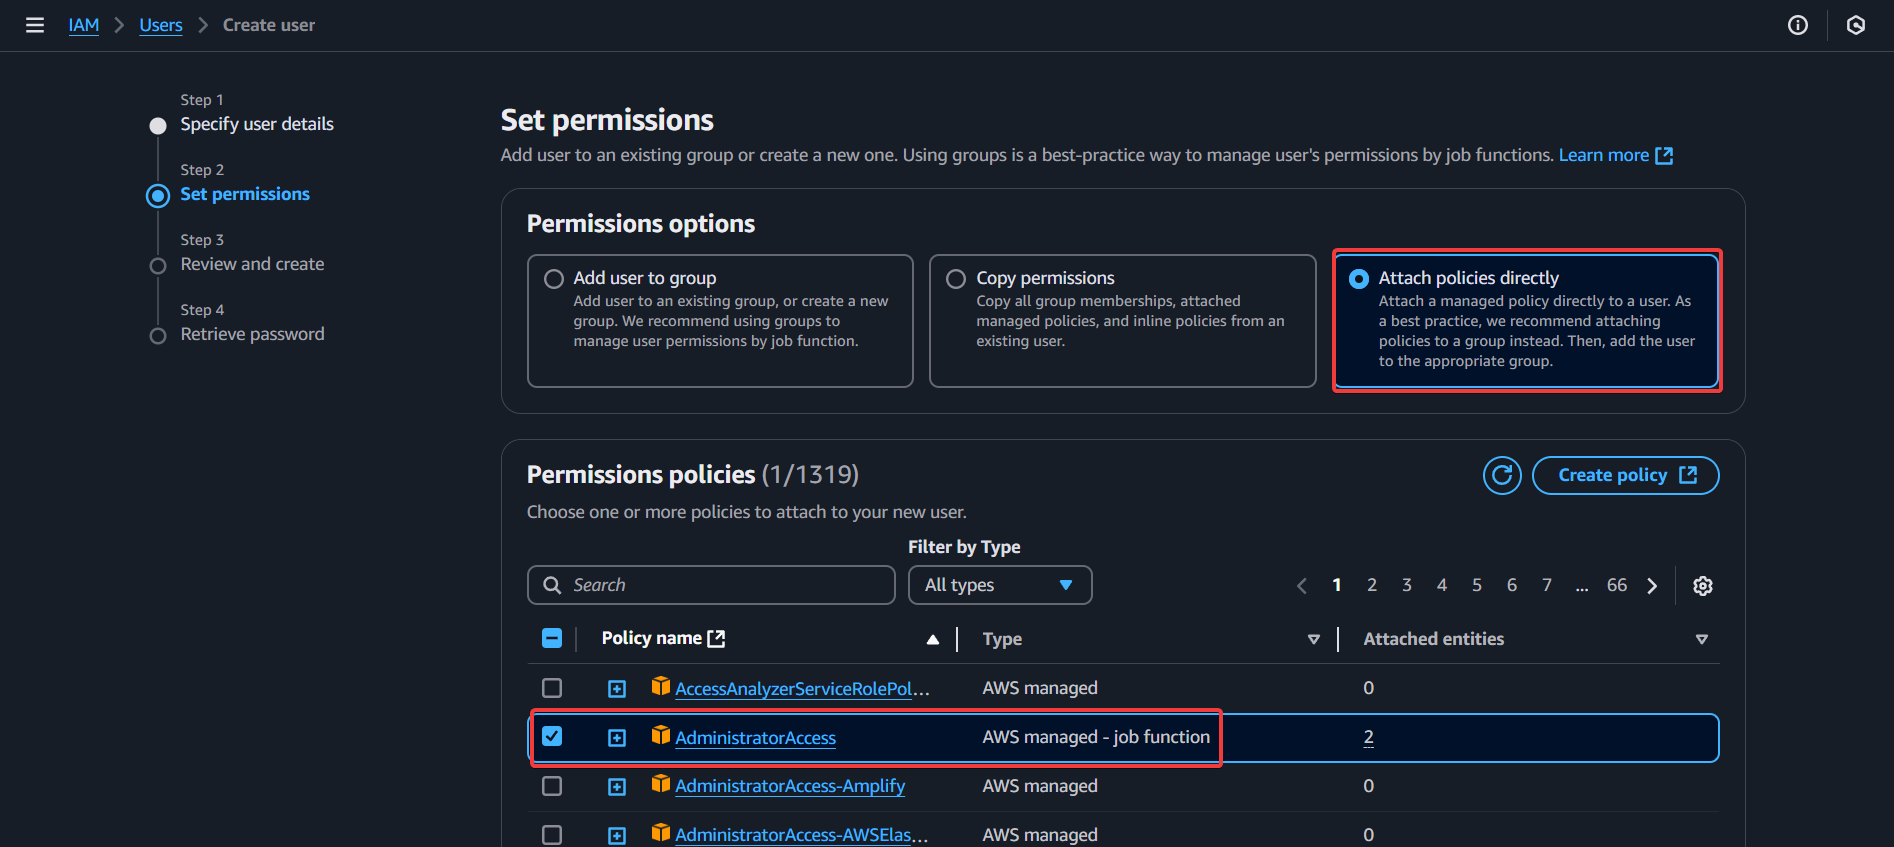 IAM > Users > Create user
Step 1
Specify user details
Step 2
Set permissions
Step 3
Review and create
Step 4
Retrieve password
Set permissions
Add user to an existing group or create a new one. Using groups is a best-practice way to manage user's permissions by job functions. Learn more
Permissions options
Add user to group
Add user to an existing group, or create a new
group. We recommend using groups to
manage user permissions by job function.
Copy permissions
Copy all group memberships, attached
managed policies, and inline policies from an
existing user.
Attach policies directly
Attach a managed policy directly to a user. As
a best practice, we recommend attaching
policies to a group instead. Then, add the user
to the appropriate group.
Permissions policies (1/1319)
Create policy
Choose one or more policies to attach to your new user.
Filter by Type
Search
All types
1 2 3 4 5 6 7 ... 66
Policy name Type Attached entities
AccessAnalyzerServiceRolePol... AWS managed 0
AdministratorAccess AWS managed - job function 2
AdministratorAccess-Amplify AWS managed 0
AdministratorAccess-AWSElas... AWS managed 0